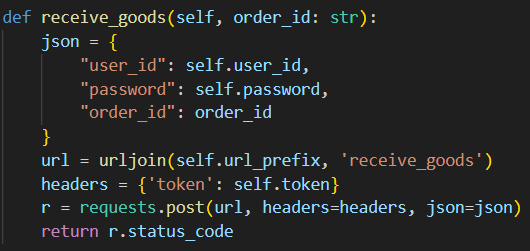 def receive_goods(self, order_id: str):
    json = {
        "user_id": self.user_id,
        "password": self.password,
        "order_id": order_id
    }
    url = urljoin(self.url_prefix, 'receive_goods')
    headers = {'token': self.token}
    r = requests.post(url, headers=headers, json=json)
    return r.status_code